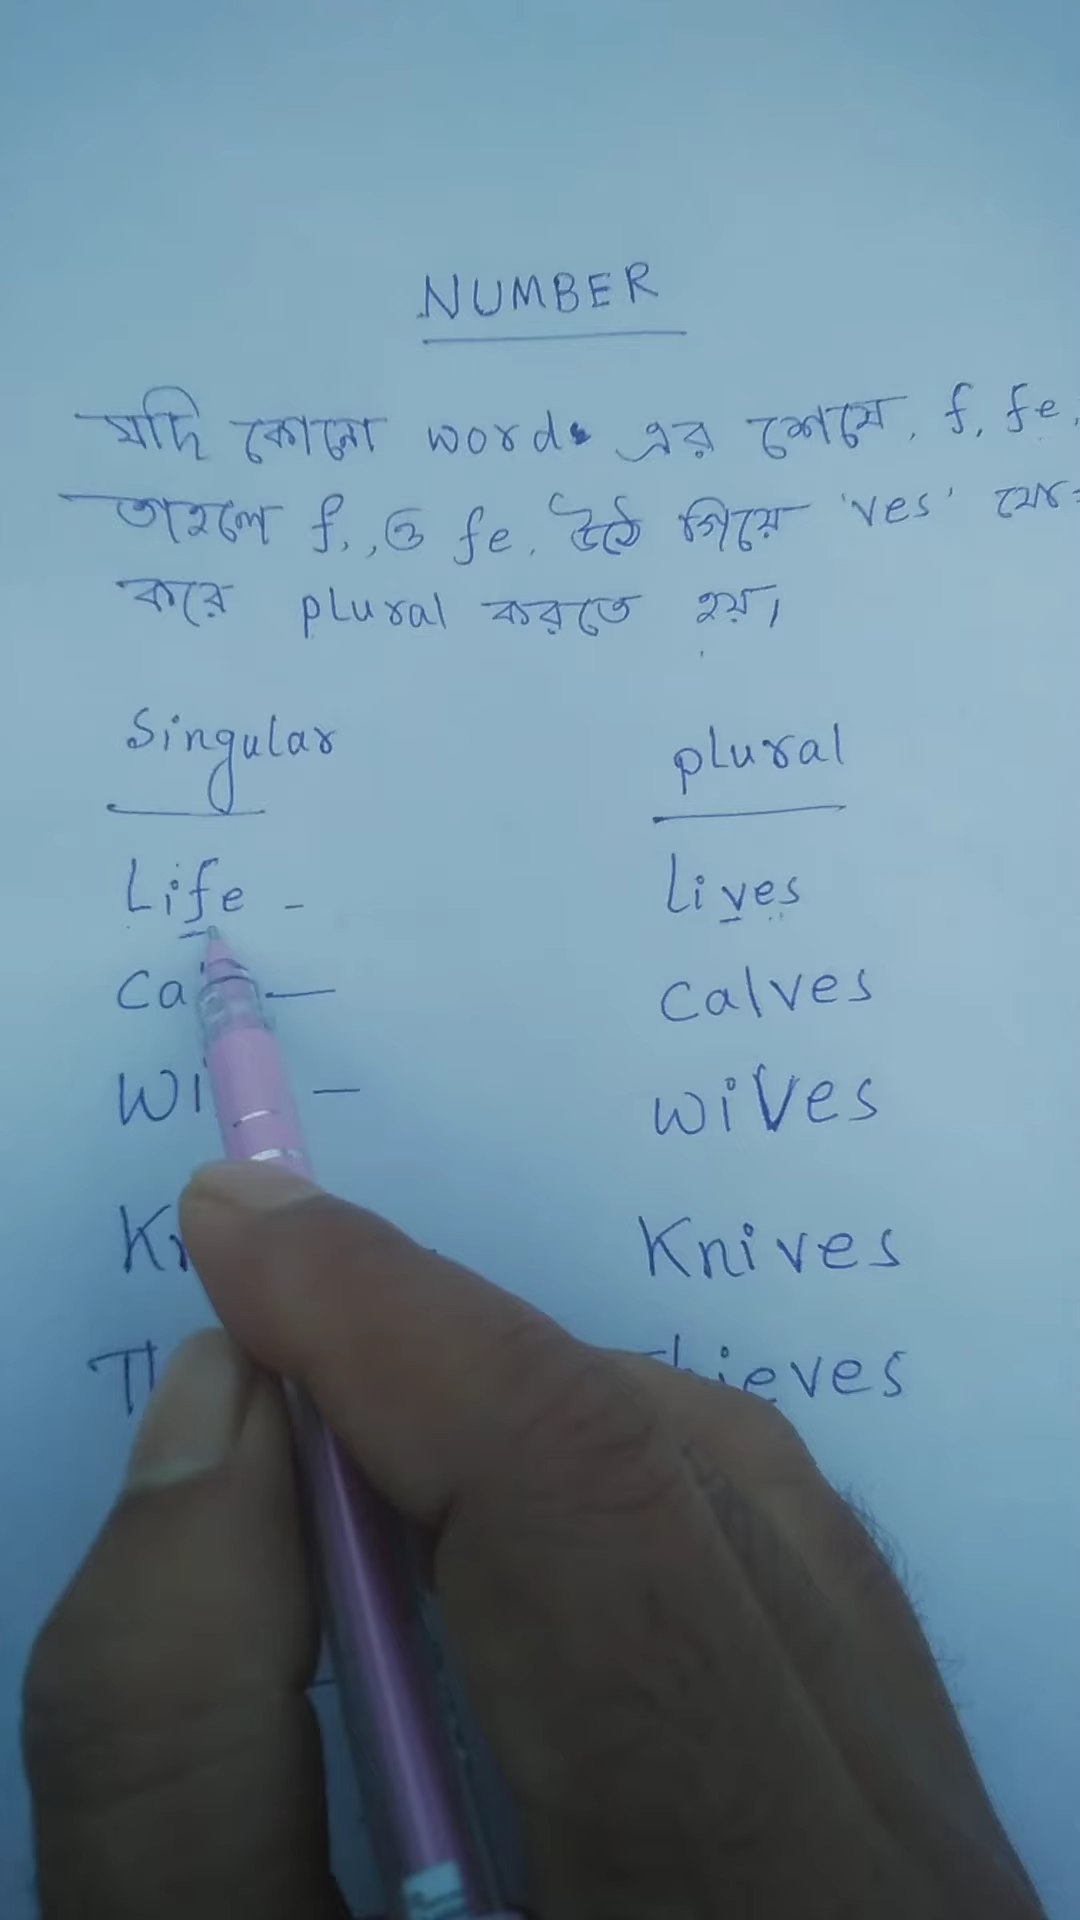 NUMBER
যদি কোনো word এর শেষে, f, fe,
তাহলে f, ও fe, উঠে গিয়ে 'ves'
করে plural করতে হয়।
Singular plural
Life - lives
— calves
— wives
Knives